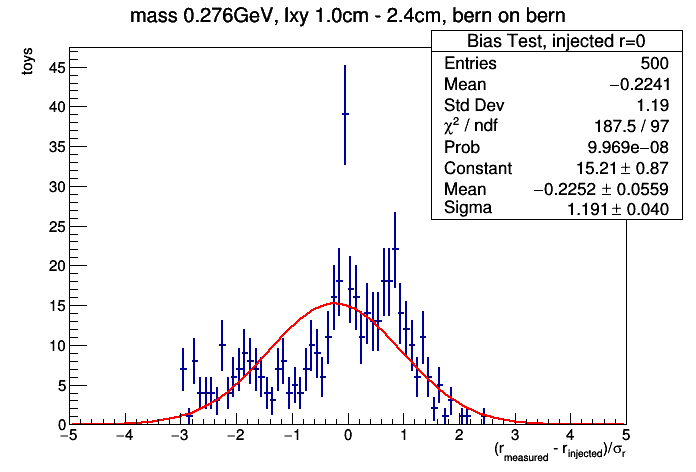 mass 0.276GeV, lxy 1.0cm - 2.4cm, bern on bern
Bias Test, injected r=0
Entries 500
Mean −0.2241
Std Dev 1.19
χ² / ndf 187.5 / 97
Prob 9.969e−08
Constant 15.21 ± 0.87
Mean −0.2252 ± 0.0559
Sigma 1.191 ± 0.040
toys
45
40
35
30
25
20
15
10
5
0
−5 −4 −3 −2 −1 0 1 2 3 4 5
(r_measured - r_injected)/σ_r